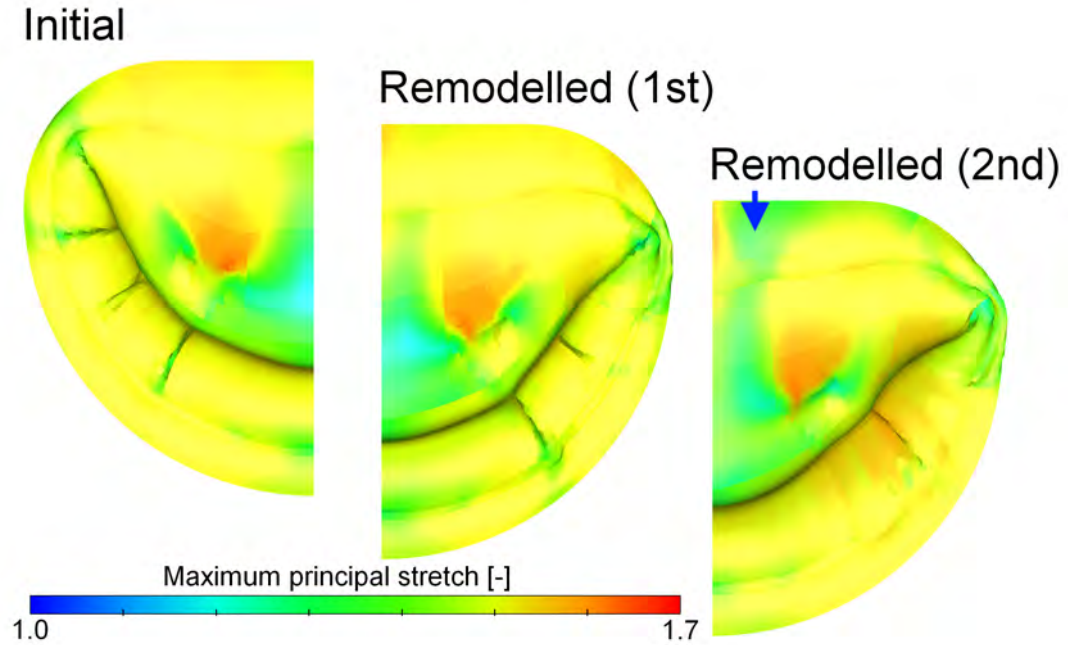 Initial
Remodelled (1st)
Remodelled (2nd)
Maximum principal stretch [-]
1.0
1.7